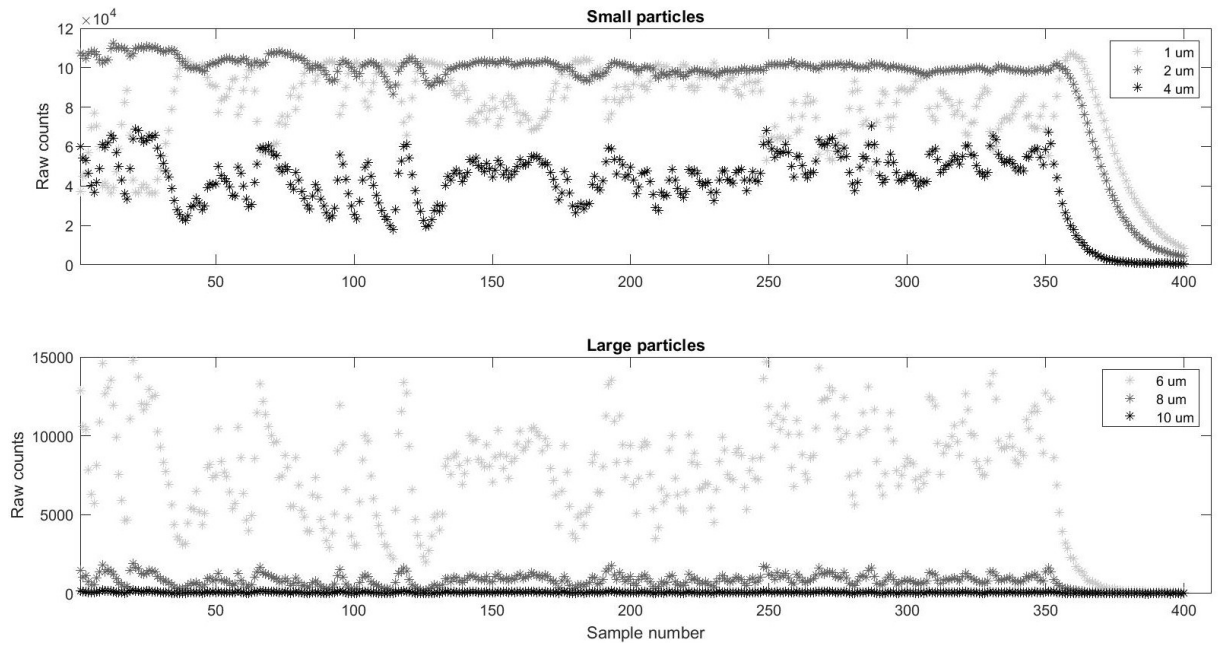 Small particles
×10⁴
12
10
8
6
4
2
0
Raw counts
1 um
2 um
4 um
50
100
150
200
250
300
350
400
Large particles
15000
10000
5000
0
Raw counts
6 um
8 um
10 um
50
100
150
200
250
300
350
400
Sample number